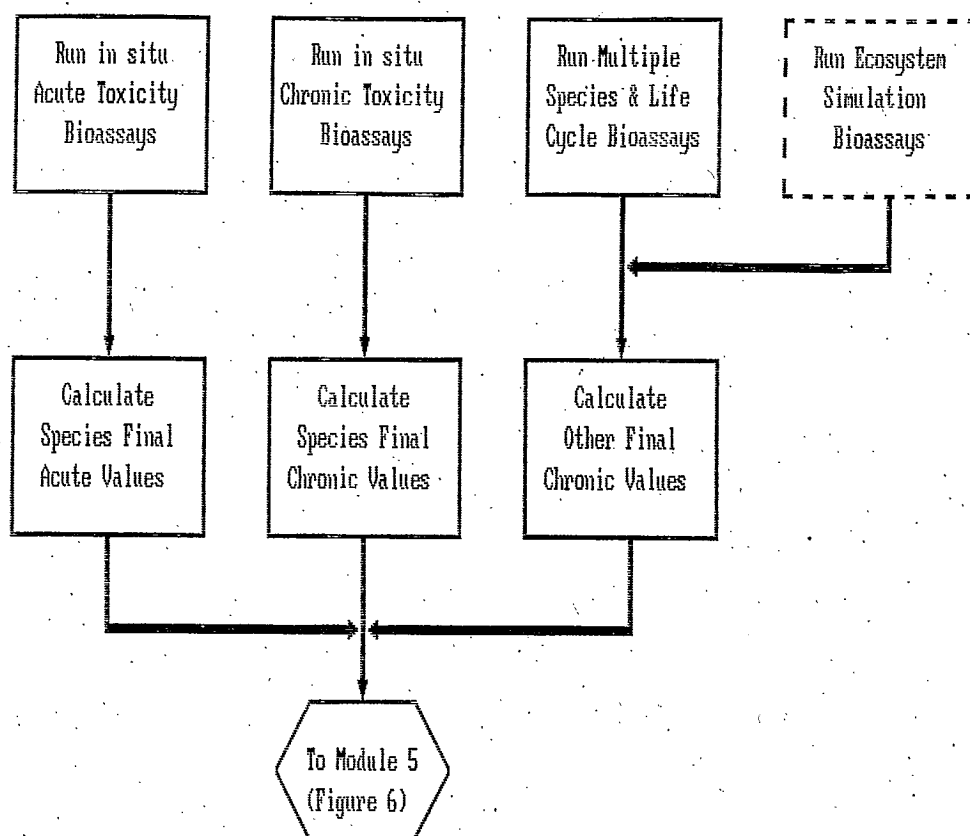 Run in situ
Acute Toxicity
Bioassays
Run in situ
Chronic Toxicity
Bioassays
Run Multiple
Species & Life
Cycle Bioassays
Run Ecosystem
Simulation
Bioassays
Calculate
Species Final
Acute Values
Calculate
Species Final
Chronic Values
Calculate
Other Final
Chronic Values
To Module 5
(Figure 6)